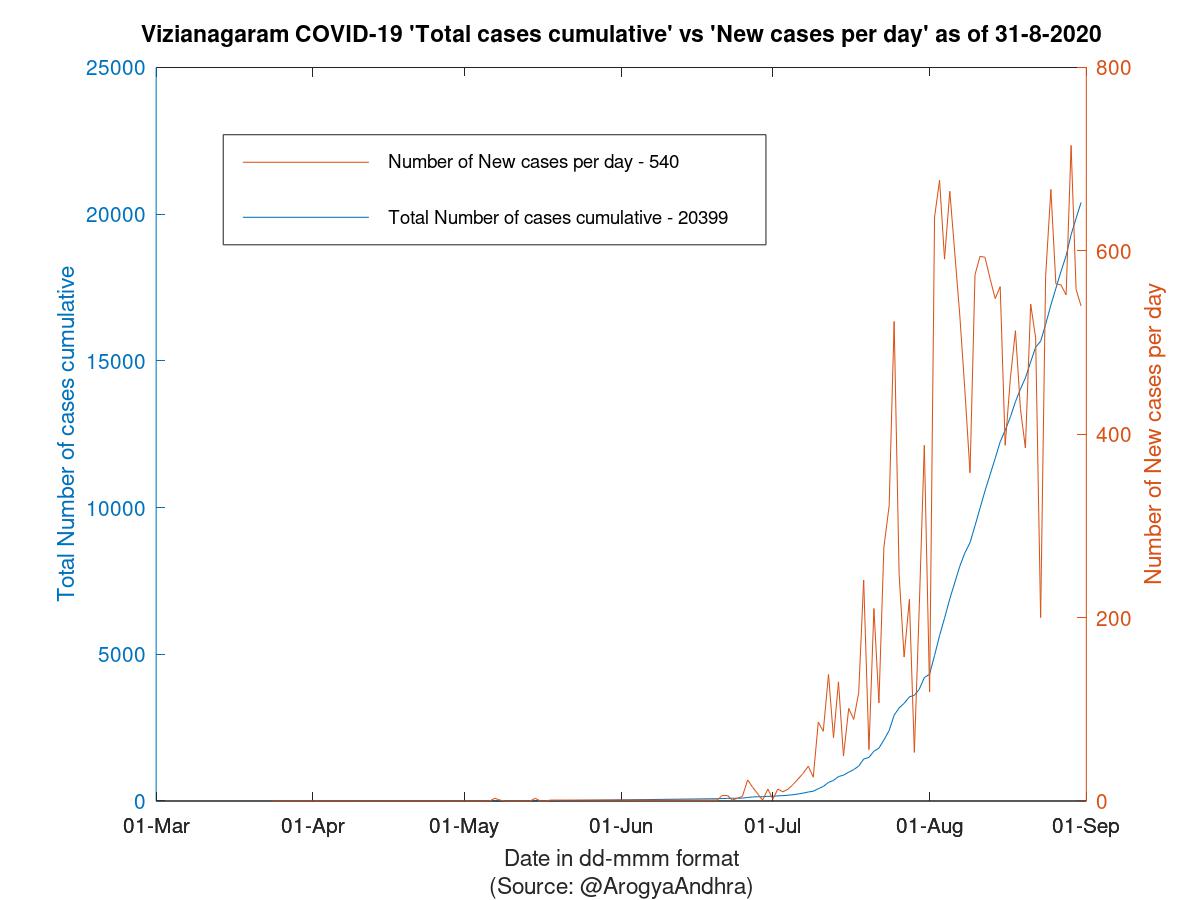 Vizianagaram COVID-19 'Total cases cumulative' vs 'New cases per day' as of 31-8-2020
25000
20000
15000
10000
5000
0
Total Number of cases cumulative
Number of New cases per day - 540
Total Number of cases cumulative - 20399
800
600
400
200
0
Number of New cases per day
01-Mar 01-Apr 01-May 01-Jun 01-Jul 01-Aug 01-Sep
Date in dd-mmm format
(Source: @ArogyaAndhra)